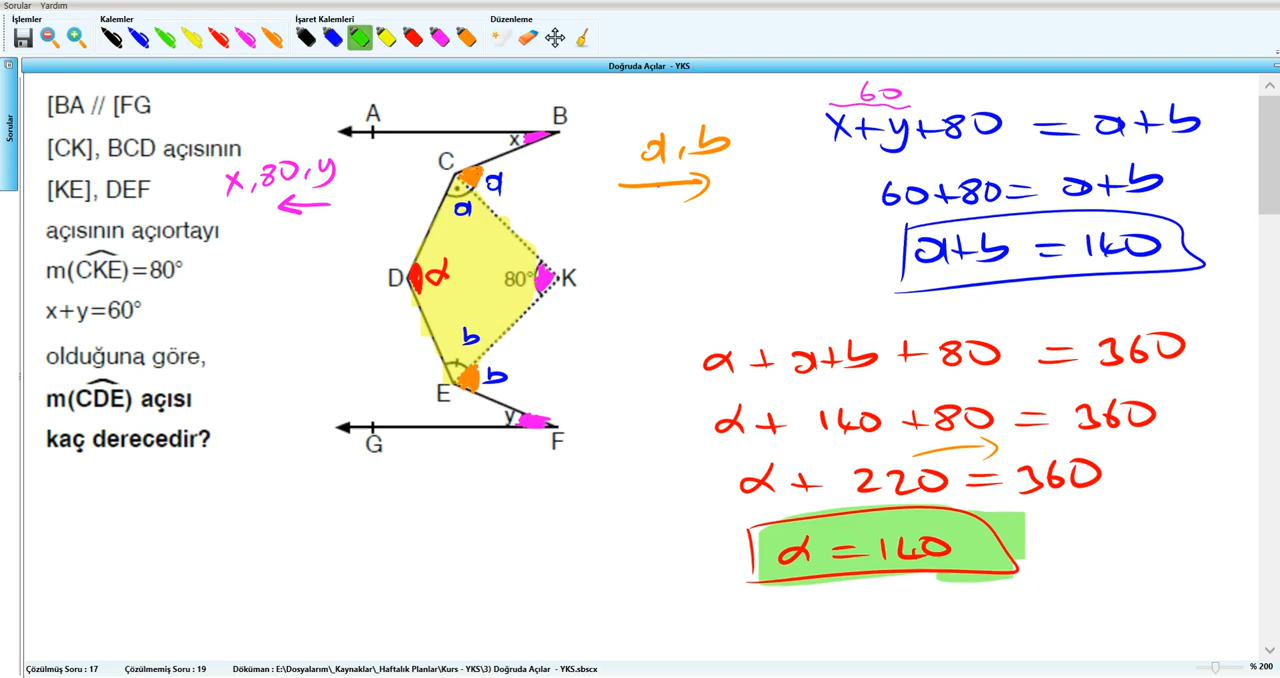 Sorular Yardım
İşlemler Kalemler İşaret Kalemleri Düzenleme
Doğruda Açılar - YKS
Sorular
[BA // [FG
[CK], BCD açısının
[KE], DEF
açısının açıortayı
m(CKE)=80°
x+y=60°
olduğuna göre,
m(CDE) açısı
kaç derecedir?
x, 80, y
A B
x
C a
a
D α 80° K
b
E b
y
G F
a, b
60
x+y+80 = a+b
60+80= a+b
a+b = 140
α + a+b + 80 = 360
α + 140 +80 = 360
α + 220 = 360
α = 140
Çözülmüş Soru : 17 Çözülmemiş Soru : 19 Döküman : E:\Dosyalarım\_Kaynaklar\_Haftalık Planlar\Kurs - YKS\3) Doğruda Açılar - YKS.sbscx % 200